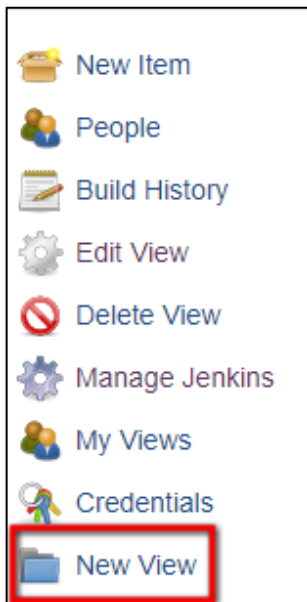 New Item
People
Build History
Edit View
Delete View
Manage Jenkins
My Views
Credentials
New View